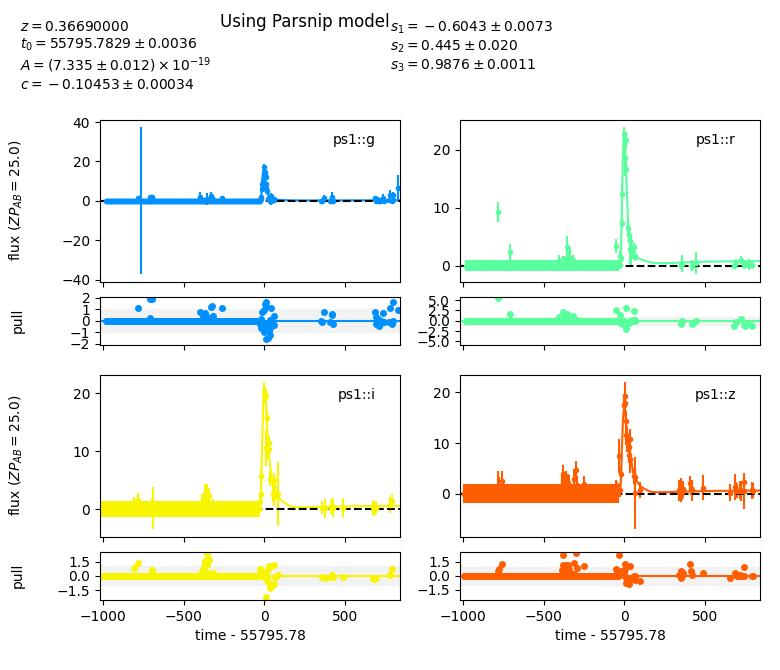 Using Parsnip model
z = 0.36690000
t0 = 55795.7829 ± 0.0036
A = (7.335 ± 0.012) × 10^−19
c = −0.10453 ± 0.00034
s1 = −0.6043 ± 0.0073
s2 = 0.445 ± 0.020
s3 = 0.9876 ± 0.0011
flux (ZP_AB = 25.0)
40
20
0
−20
−40
ps1::g
20
10
0
ps1::r
pull
2
1
0
−1
−2
5.0
2.5
0.0
−2.5
−5.0
flux (ZP_AB = 25.0)
20
10
0
ps1::i
20
10
0
ps1::z
pull
1.5
0.0
−1.5
1.5
0.0
−1.5
−1000 −500 0 500
−1000 −500 0 500
time - 55795.78
time - 55795.78